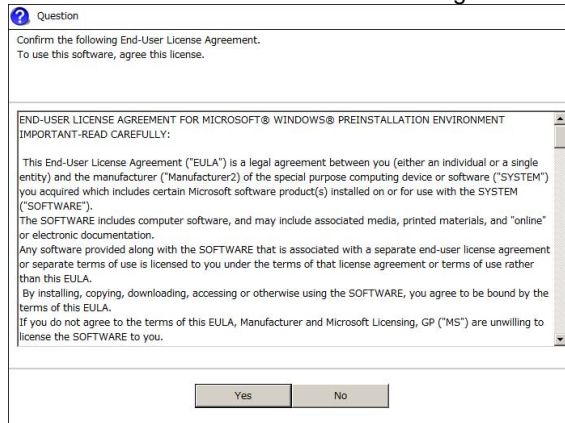 Question
Confirm the following End-User License Agreement.
To use this software, agree this license.
END-USER LICENSE AGREEMENT FOR MICROSOFT® WINDOWS® PREINSTALLATION ENVIRONMENT
IMPORTANT-READ CAREFULLY:
This End-User License Agreement ("EULA") is a legal agreement between you (either an individual or a single
entity) and the manufacturer ("Manufacturer2) of the special purpose computing device or software ("SYSTEM")
you acquired which includes certain Microsoft software product(s) installed on or for use with the SYSTEM
("SOFTWARE").
The SOFTWARE includes computer software, and may include associated media, printed materials, and "online"
or electronic documentation.
Any software provided along with the SOFTWARE that is associated with a separate end-user license agreement
or separate terms of use is licensed to you under the terms of that license agreement or terms of use rather
than this EULA.
By installing, copying, downloading, accessing or otherwise using the SOFTWARE, you agree to be bound by the
terms of this EULA.
If you do not agree to the terms of this EULA, Manufacturer and Microsoft Licensing, GP ("MS") are unwilling to
license the SOFTWARE to you.
Yes
No